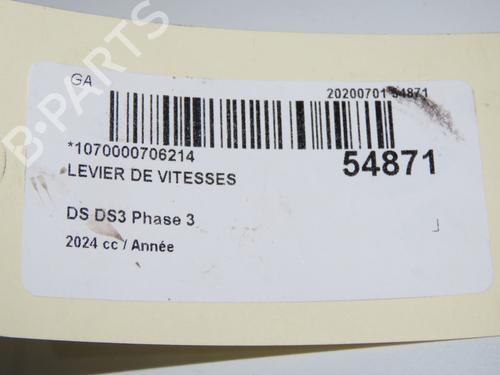 GA
20200701 54871
*1070000706214
54871
LEVIER DE VITESSES
DS DS3 Phase 3
2024 cc / Année
B-PARTS